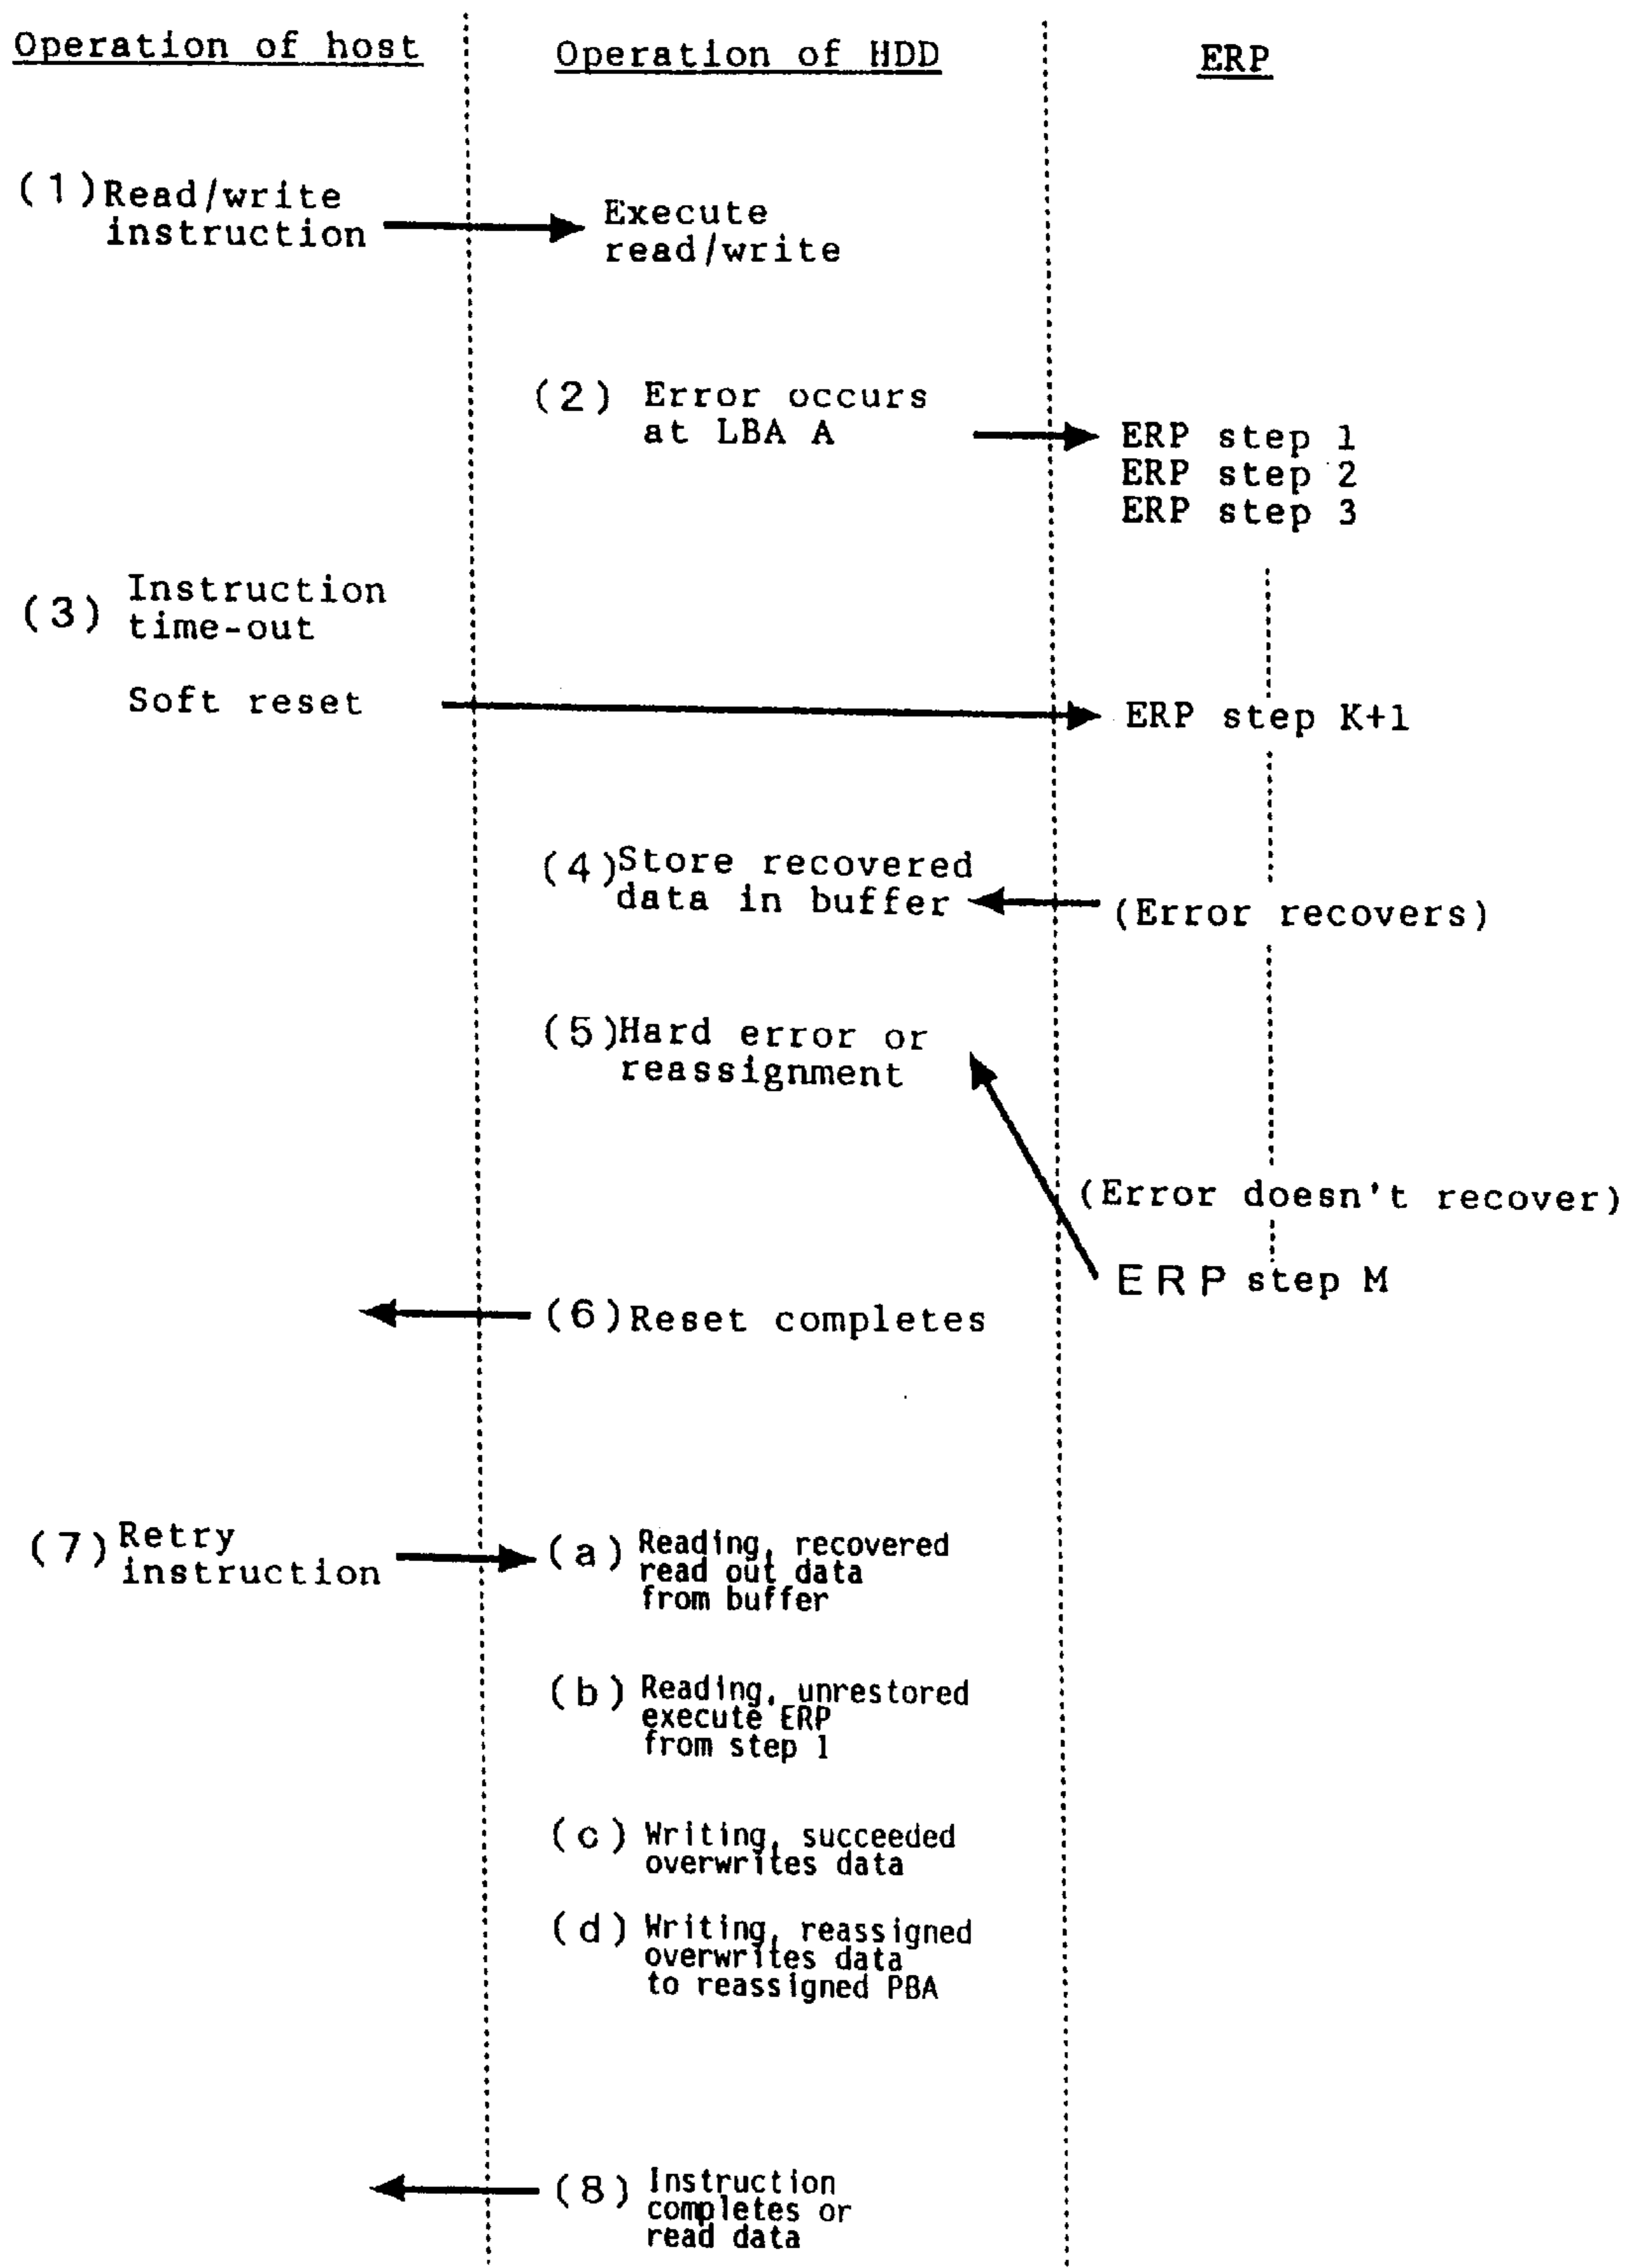 Operation of host
Operation of HDD
ERP
(1) Read/write
instruction
Execute
read/write
(2) Error occurs
at LBA A
ERP step 1
ERP step 2
ERP step 3
(3) Instruction
time-out
Soft reset
ERP step K+1
(4) Store recovered
data in buffer
(Error recovers)
(5) Hard error or
reassignment
(Error doesn't recover)
ERP step M
(6) Reset completes
(7) Retry
instruction
(a) Reading, recovered
read out data
from buffer
(b) Reading, unrestored
execute ERP
from step 1
(c) Writing, succeeded
overwrites data
(d) Writing, reassigned
overwrites data
to reassigned PBA
(8) Instruction
completes or
read data